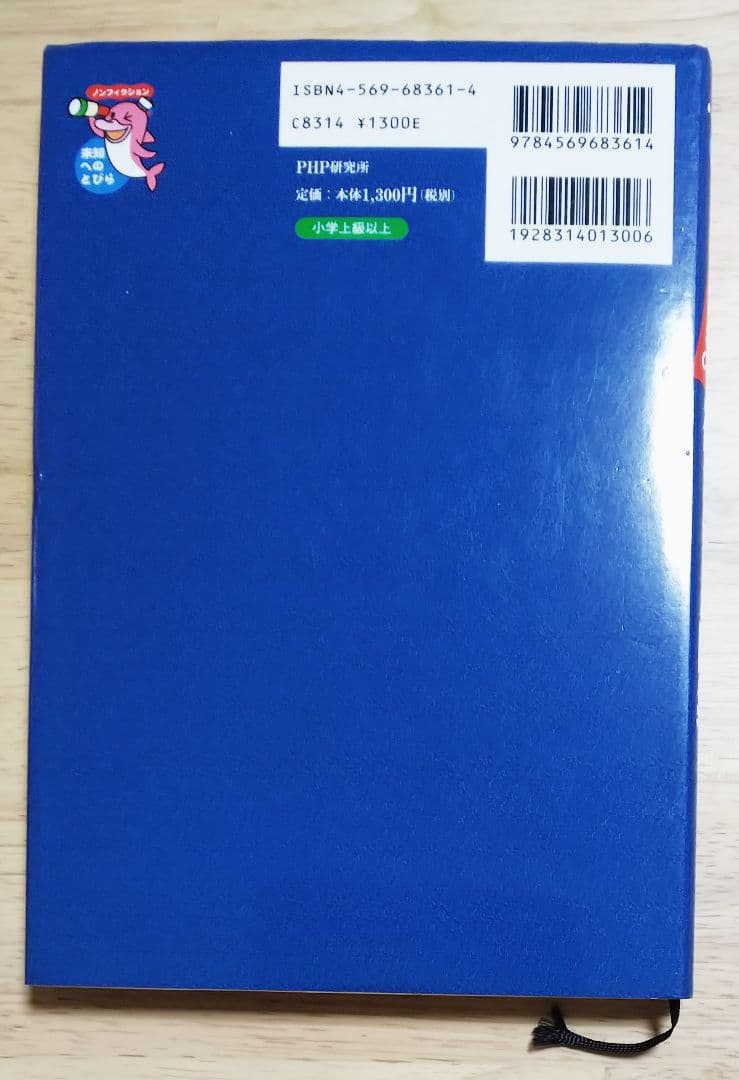 ノンフィクション
未知
への
とびら
ISBN4-569-68361-4
C8314 ¥1300E
PHP研究所
定価：本体1,300円(税別)
小学上級以上
9784569683614
1928314013006